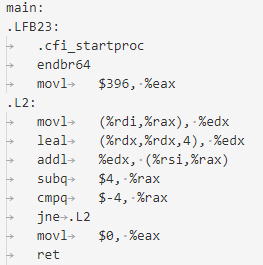 main:
.LFB23:
.cfi_startproc
endbr64
movl $396, %eax
.L2:
movl (%rdi,%rax), %edx
leal (%rdx,%rdx,4), %edx
addl %edx, (%rsi,%rax)
subq $4, %rax
cmpq $-4, %rax
jne .L2
movl $0, %eax
ret